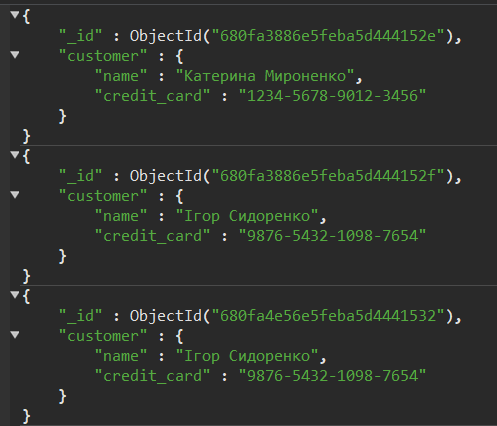 {
"_id" : ObjectId("680fa3886e5feba5d444152e"),
"customer" : {
"name" : "Катерина Мироненко",
"credit_card" : "1234-5678-9012-3456"
}
}
{
"_id" : ObjectId("680fa3886e5feba5d444152f"),
"customer" : {
"name" : "Ігор Сидоренко",
"credit_card" : "9876-5432-1098-7654"
}
}
{
"_id" : ObjectId("680fa4e56e5feba5d4441532"),
"customer" : {
"name" : "Ігор Сидоренко",
"credit_card" : "9876-5432-1098-7654"
}
}